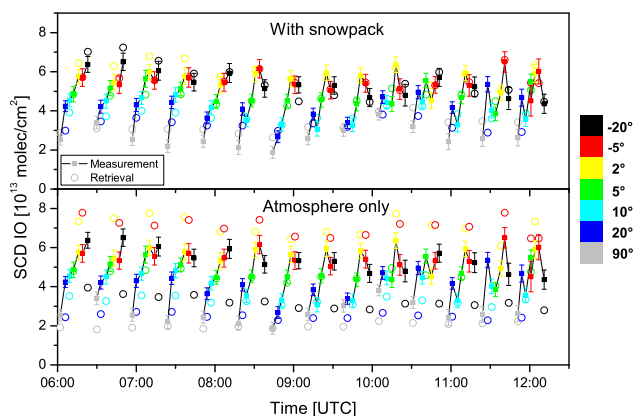 With snowpack
8
6
4
2
0
Measurement
Retrieval
-20°
-5°
2°
5°
10°
20°
90°
SCD IO [10¹³ molec/cm²]
Atmosphere only
8
6
4
2
0
06:00 07:00 08:00 09:00 10:00 11:00 12:00
Time [UTC]